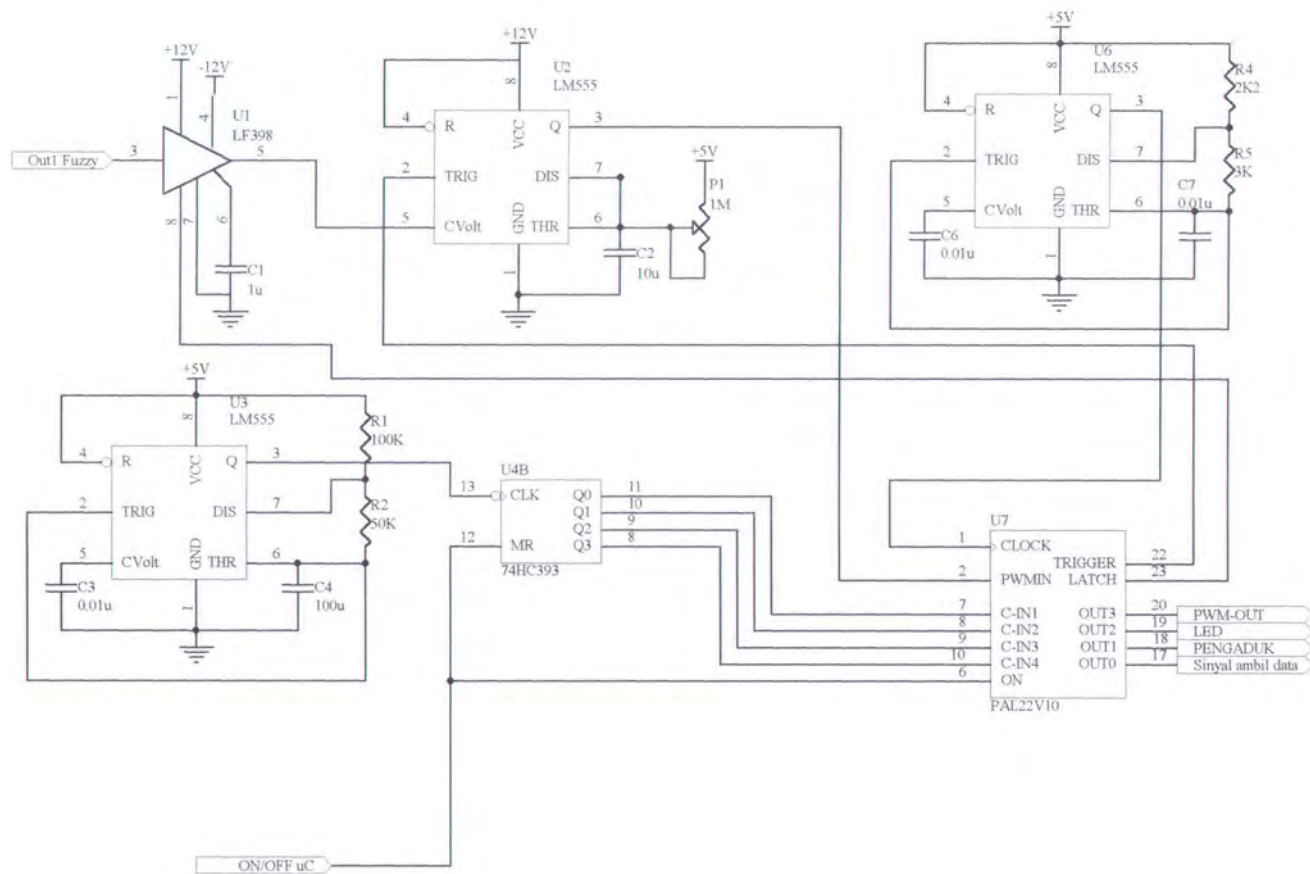 +12V
-12V
1
4
U1
LF398
Out1 Fuzzy
3
5
8
7
6
C1
1u
+12V
U2
LM555
8
4
R
VCC
Q
3
2
TRIG
DIS
7
5
CVolt
GND
THR
6
1
C2
10u
+5V
P1
1M
+5V
U6
LM555
8
4
R
VCC
Q
3
2
TRIG
DIS
7
5
CVolt
GND
THR
6
1
R4
2K2
R5
3K
C7
0.01u
C6
0.01u
+5V
U3
LM555
8
4
R
VCC
Q
3
2
TRIG
DIS
7
5
CVolt
GND
THR
6
1
R1
100K
R2
50K
C3
0.01u
C4
100u
U4B
13
CLK
Q0
11
Q1
10
Q2
9
12
MR
Q3
8
74HC393
U7
1
CLOCK
TRIGGER
22
2
PWMIN
LATCH
23
7
C-IN1
OUT3
20
PWM-OUT
8
C-IN2
OUT2
19
LED
9
C-IN3
OUT1
18
PENGADUK
10
C-IN4
OUT0
17
Sinyal ambil data
6
ON
PAL22V10
ON/OFF uC